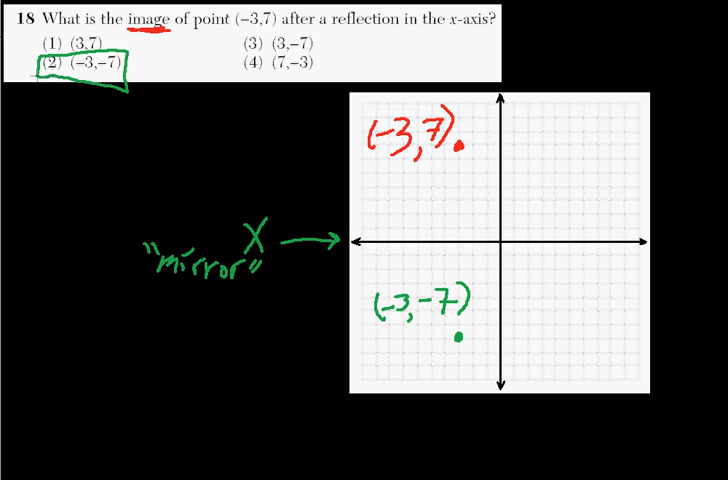 18 What is the image of point (−3,7) after a reflection in the x-axis?
(1) (3,7) (3) (3,−7)
(2) (−3,−7) (4) (7,−3)
(-3,7)
X
"mirror"
(-3,-7)